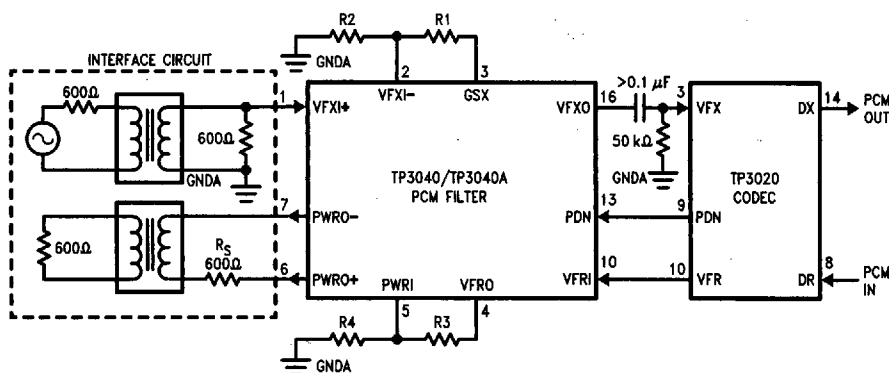 R2
R1
GNDA
INTERFACE CIRCUIT
2
3
>0.1 µF
600Ω
1
VFXI+
VFXI-
GSX
VFXO
16
3
VFX
DX
14
PCM
OUT
600Ω
50 kΩ
GNDA
GNDA
TP3040/TP3040A
PCM FILTER
TP3020
CODEC
7
PWRO-
PDN
13
9
PDN
600Ω
RS
600Ω
6
PWRO+
PWRI
VFRO
VFRI
10
10
VFR
DR
8
PCM
IN
5
4
R4
R3
GNDA